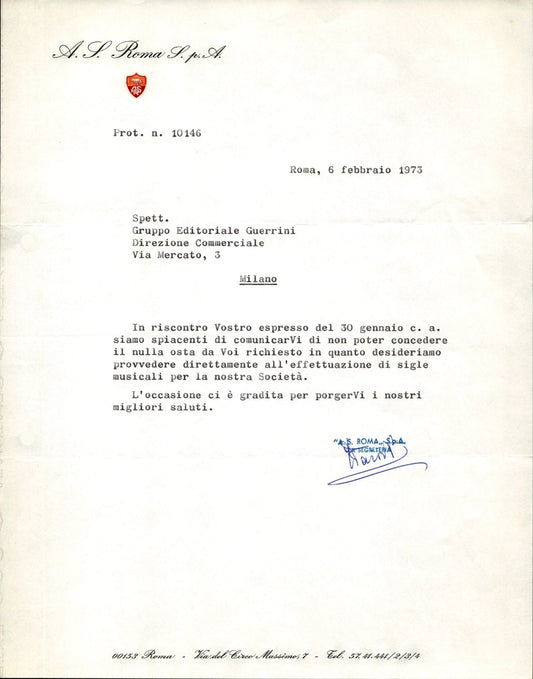 A. S. Roma S. p. A.
Prot. n. 10146
Roma, 6 febbraio 1973
Spett.
Gruppo Editoriale Guerrini
Direzione Commerciale
Via Mercato, 3
Milano
In riscontro Vostro espresso del 30 gennaio c. a.
siamo spiacenti di comunicarVi di non poter concedere
il nulla osta da Voi richiesto in quanto desideriamo
provvedere direttamente all'effettuazione di sigle
musicali per la nostra Società.
L'occasione ci è gradita per porgerVi i nostri
migliori saluti.
"A. S. ROMA„ S.p.A.
SEGRETERIA
00153 Roma - Via del Circo Massimo, 7 - Tel. 57.41.441/2/3/4